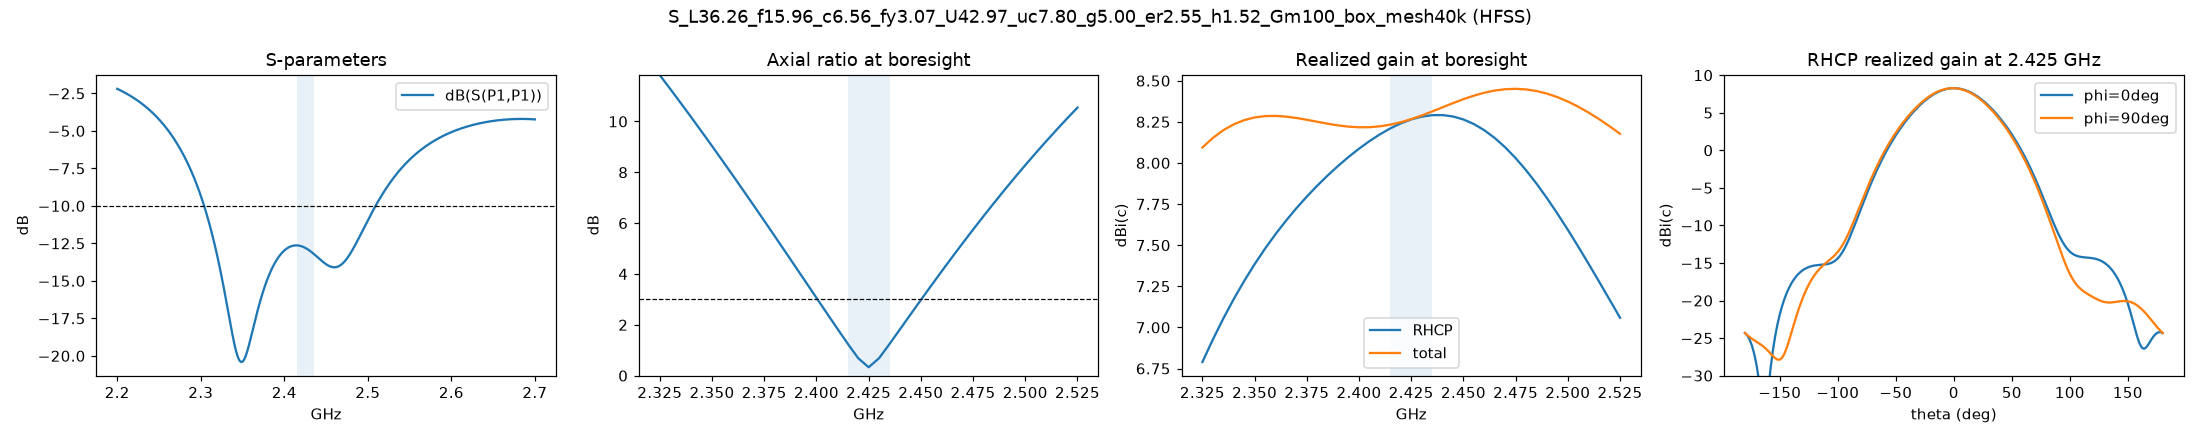 S_L36.26_f15.96_c6.56_fy3.07_U42.97_uc7.80_g5.00_er2.55_h1.52_Gm100_box_mesh40k (HFSS)
S-parameters
dB(S(P1,P1))
−2.5
−5.0
−7.5
−10.0
−12.5
−15.0
−17.5
−20.0
dB
2.2 2.3 2.4 2.5 2.6 2.7
GHz
Axial ratio at boresight
10
8
6
4
2
0
dB
2.325 2.350 2.375 2.400 2.425 2.450 2.475 2.500 2.525
GHz
Realized gain at boresight
8.50
8.25
8.00
7.75
7.50
7.25
7.00
6.75
dBi(c)
RHCP
total
2.325 2.350 2.375 2.400 2.425 2.450 2.475 2.500 2.525
GHz
RHCP realized gain at 2.425 GHz
phi=0deg
phi=90deg
10
5
0
−5
−10
−15
−20
−25
−30
dBi(c)
−150 −100 −50 0 50 100 150
theta (deg)